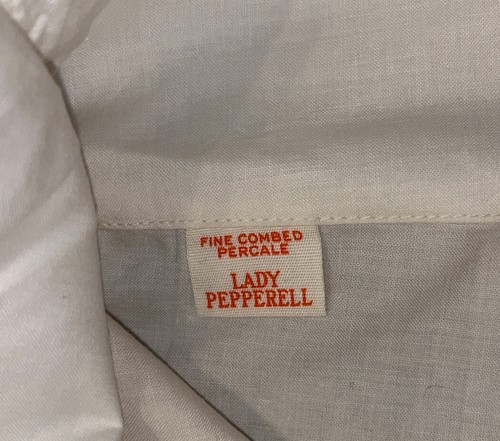 FINE COMBED
PERCALE
LADY
PEPPERELL